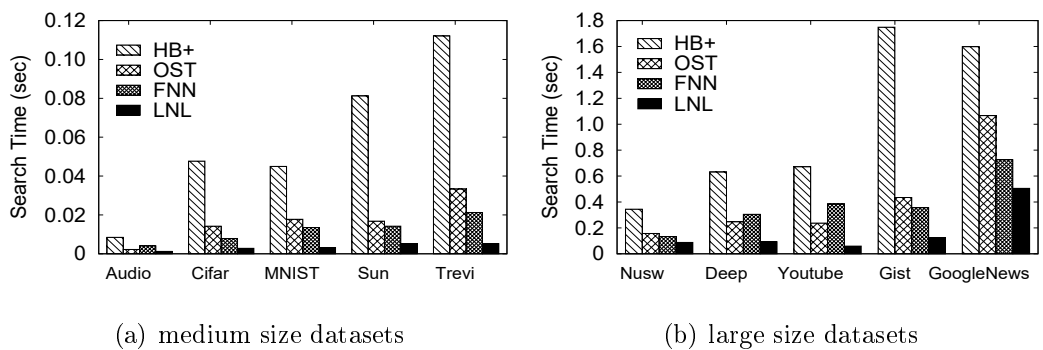 0.12
0.10
0.08
0.06
0.04
0.02
0
Search Time (sec)
HB+
OST
FNN
LNL
Audio Cifar MNIST Sun Trevi
(a) medium size datasets
1.8
1.6
1.4
1.2
1.0
0.8
0.6
0.4
0.2
0
Search Time (sec)
HB+
OST
FNN
LNL
Nusw Deep Youtube Gist GoogleNews
(b) large size datasets